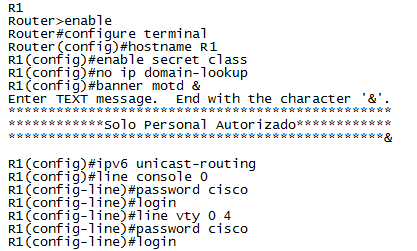 R1
Router>enable
Router#configure terminal
Router(config)#hostname R1
R1(config)#enable secret class
R1(config)#no ip domain-lookup
R1(config)#banner motd &
Enter TEXT message.  End with the character '&'.
************************************************
************Solo Personal Autorizado************
***********************************************&
R1(config)#ipv6 unicast-routing
R1(config)#line console 0
R1(config-line)#password cisco
R1(config-line)#login
R1(config-line)#line vty 0 4
R1(config-line)#password cisco
R1(config-line)#login